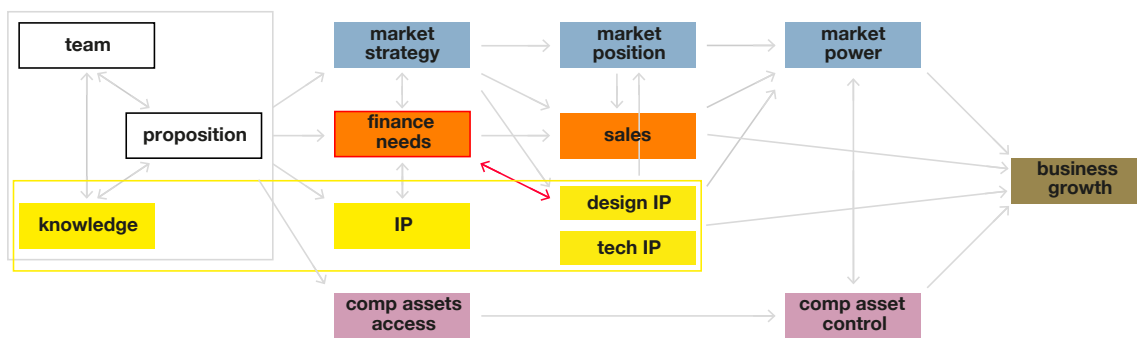 team
market
strategy
market
position
market
power
proposition
finance
needs
sales
business
growth
knowledge
IP
design IP
tech IP
comp assets
access
comp asset
control